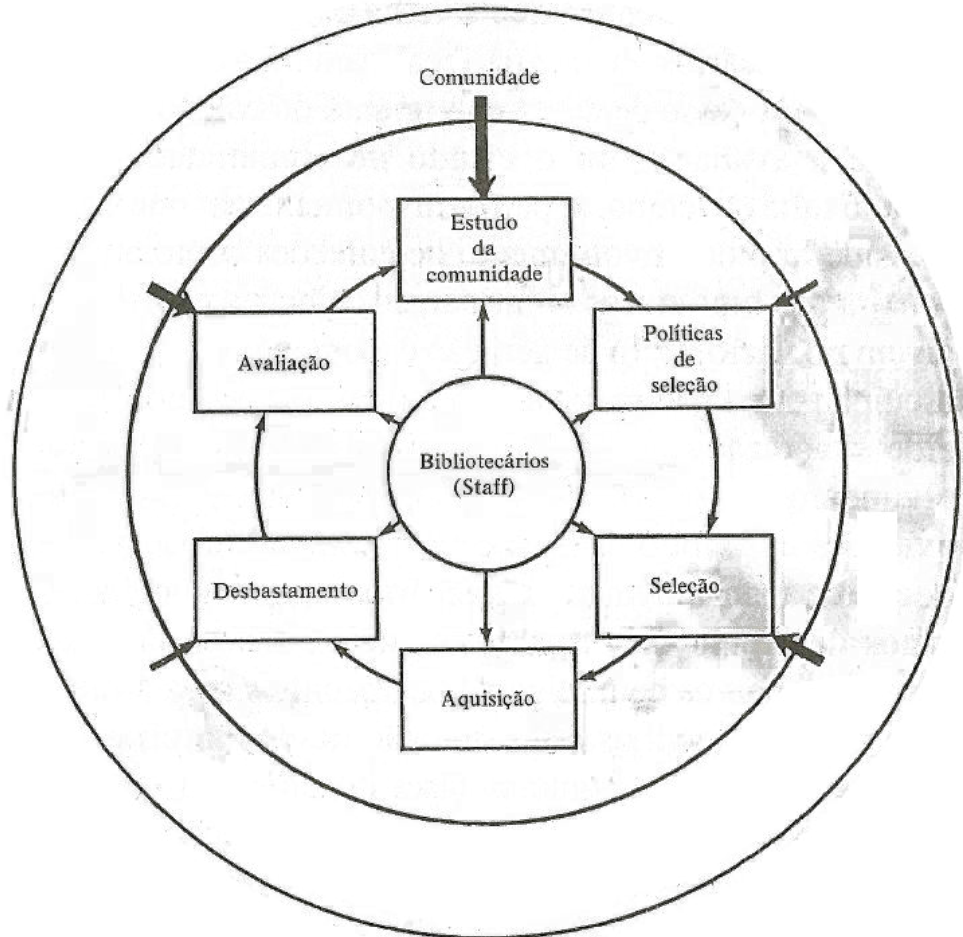 Comunidade
Estudo
da
comunidade
Políticas
de
seleção
Avaliação
Bibliotecários
(Staff)
Desbastamento
Seleção
Aquisição